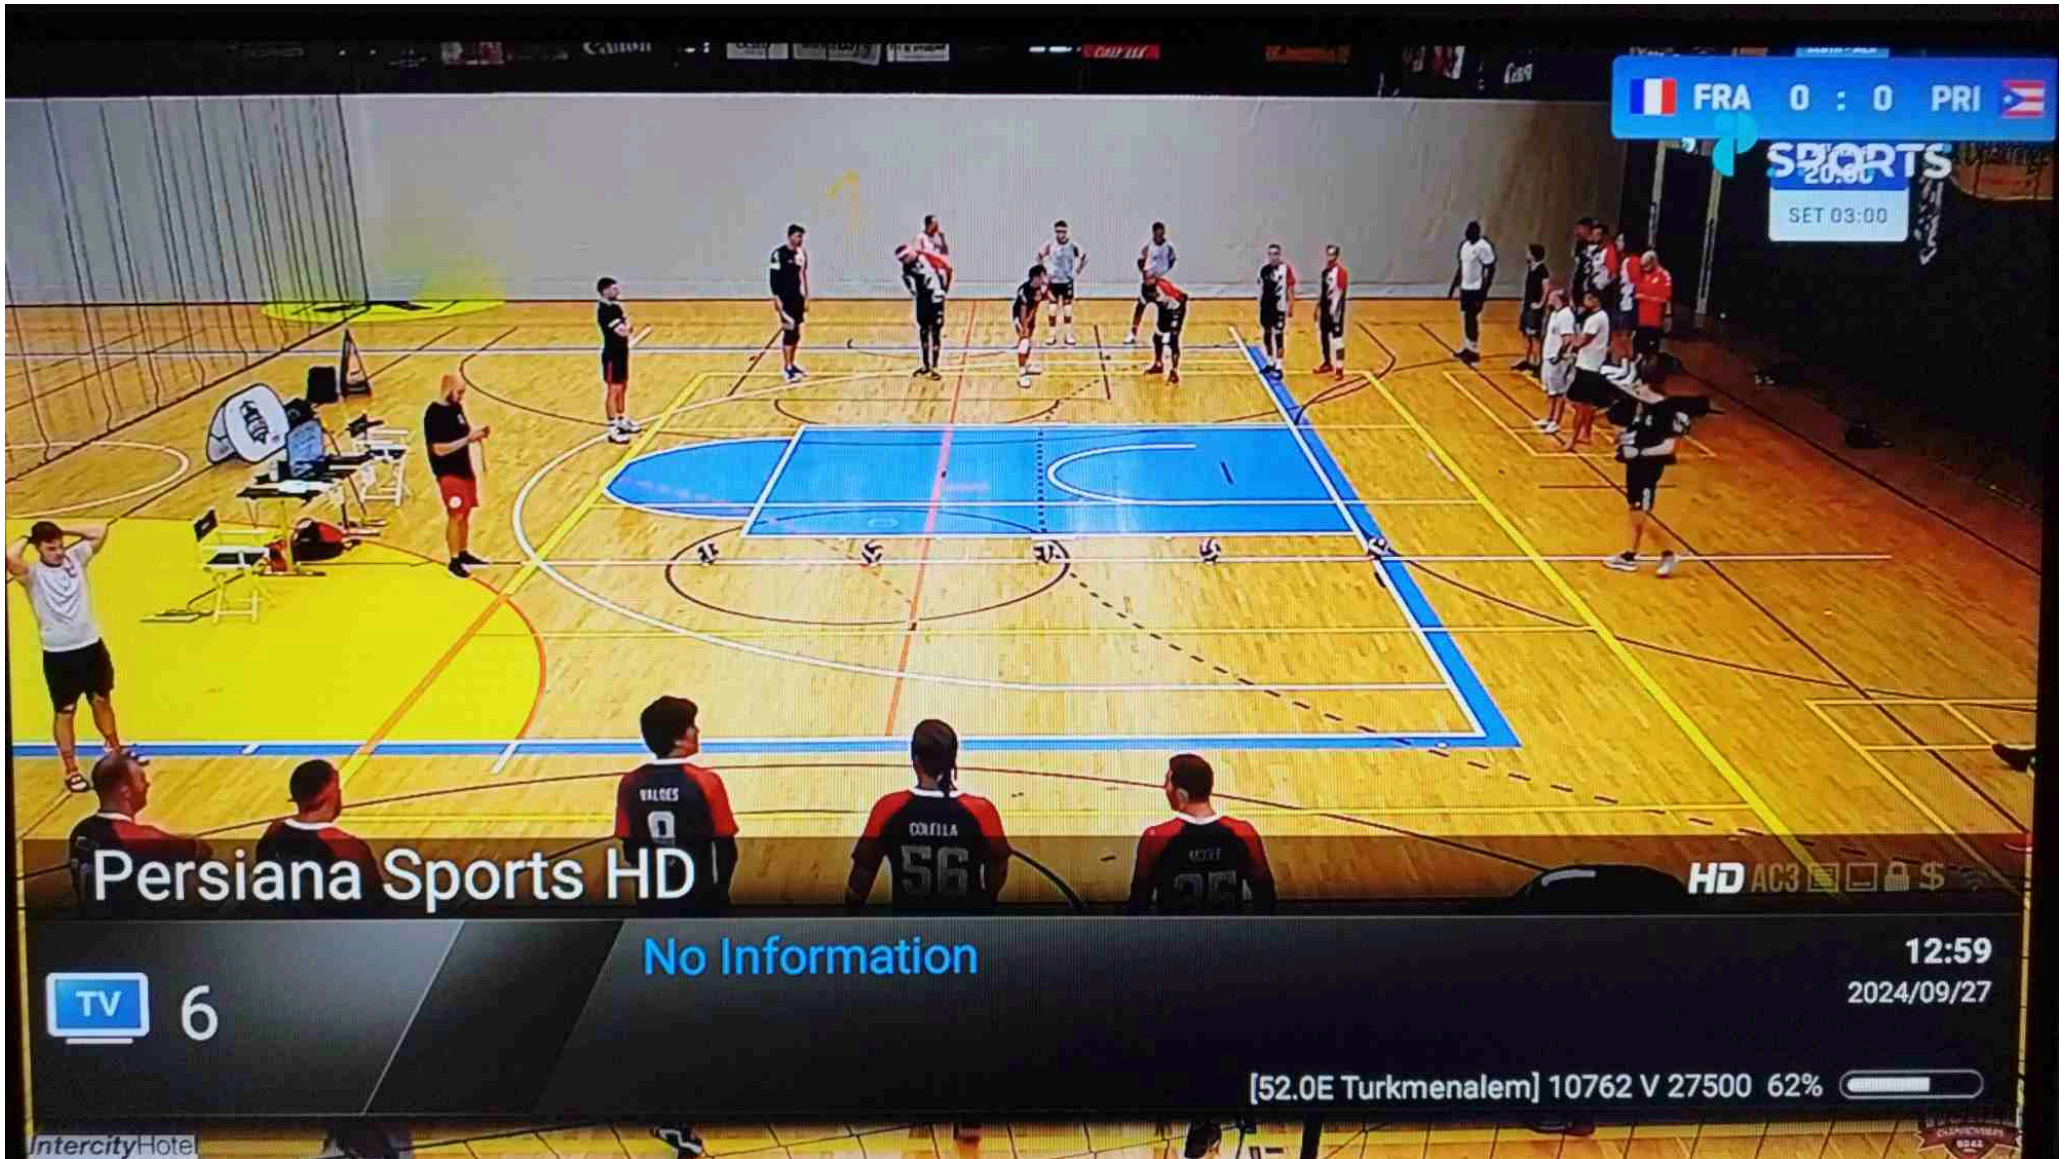 FRA 0 : 0 PRI
SPORTS
SET 03:00
VALDES
8
COLELLA
56
Persiana Sports HD
HD AC3 $
No Information
12:59
TV 6
2024/09/27
[52.0E Turkmenalem] 10762 V 27500 62%
IntercityHotel